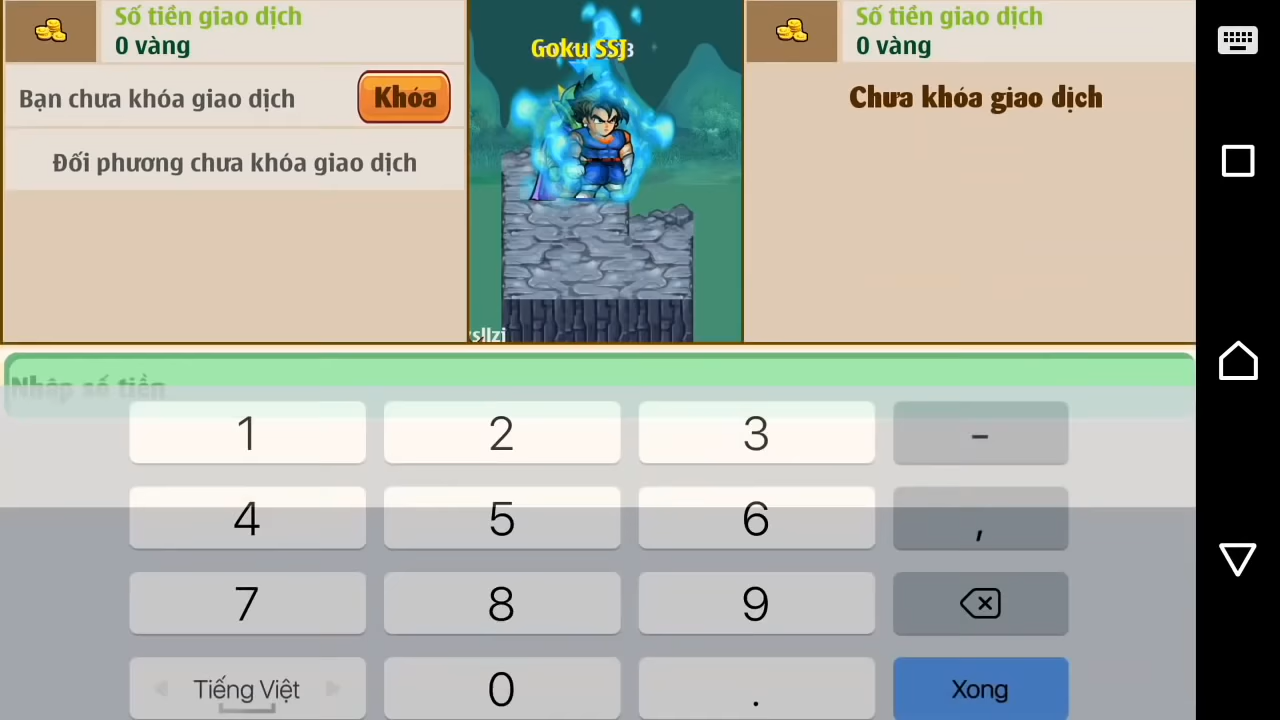 Số tiền giao dịch
0 vàng
Bạn chưa khóa giao dịch
Khóa
Đối phương chưa khóa giao dịch
Goku SSJ3
Số tiền giao dịch
0 vàng
Chưa khóa giao dịch
Nhập số tiền
1 2 3 -
4 5 6 ,
7 8 9
Tiếng Việt 0 . Xong